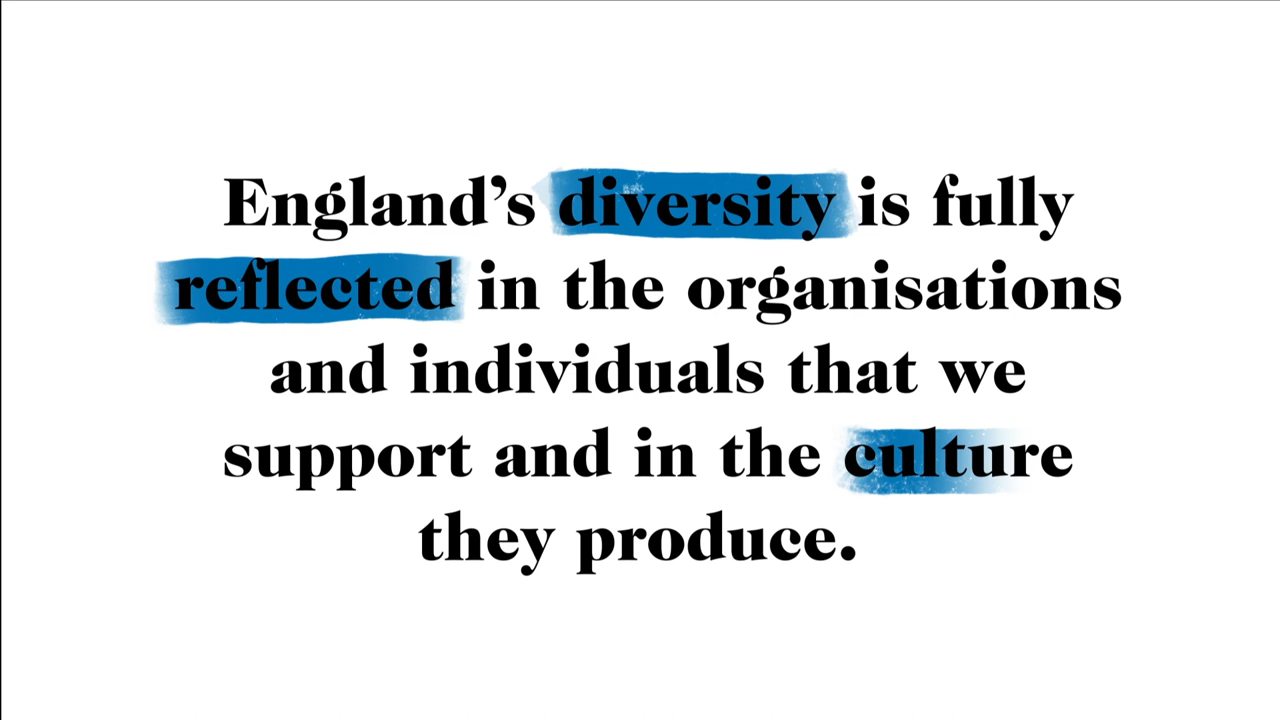 England’s diversity is fully
reflected in the organisations
and individuals that we
support and in the culture
they produce.